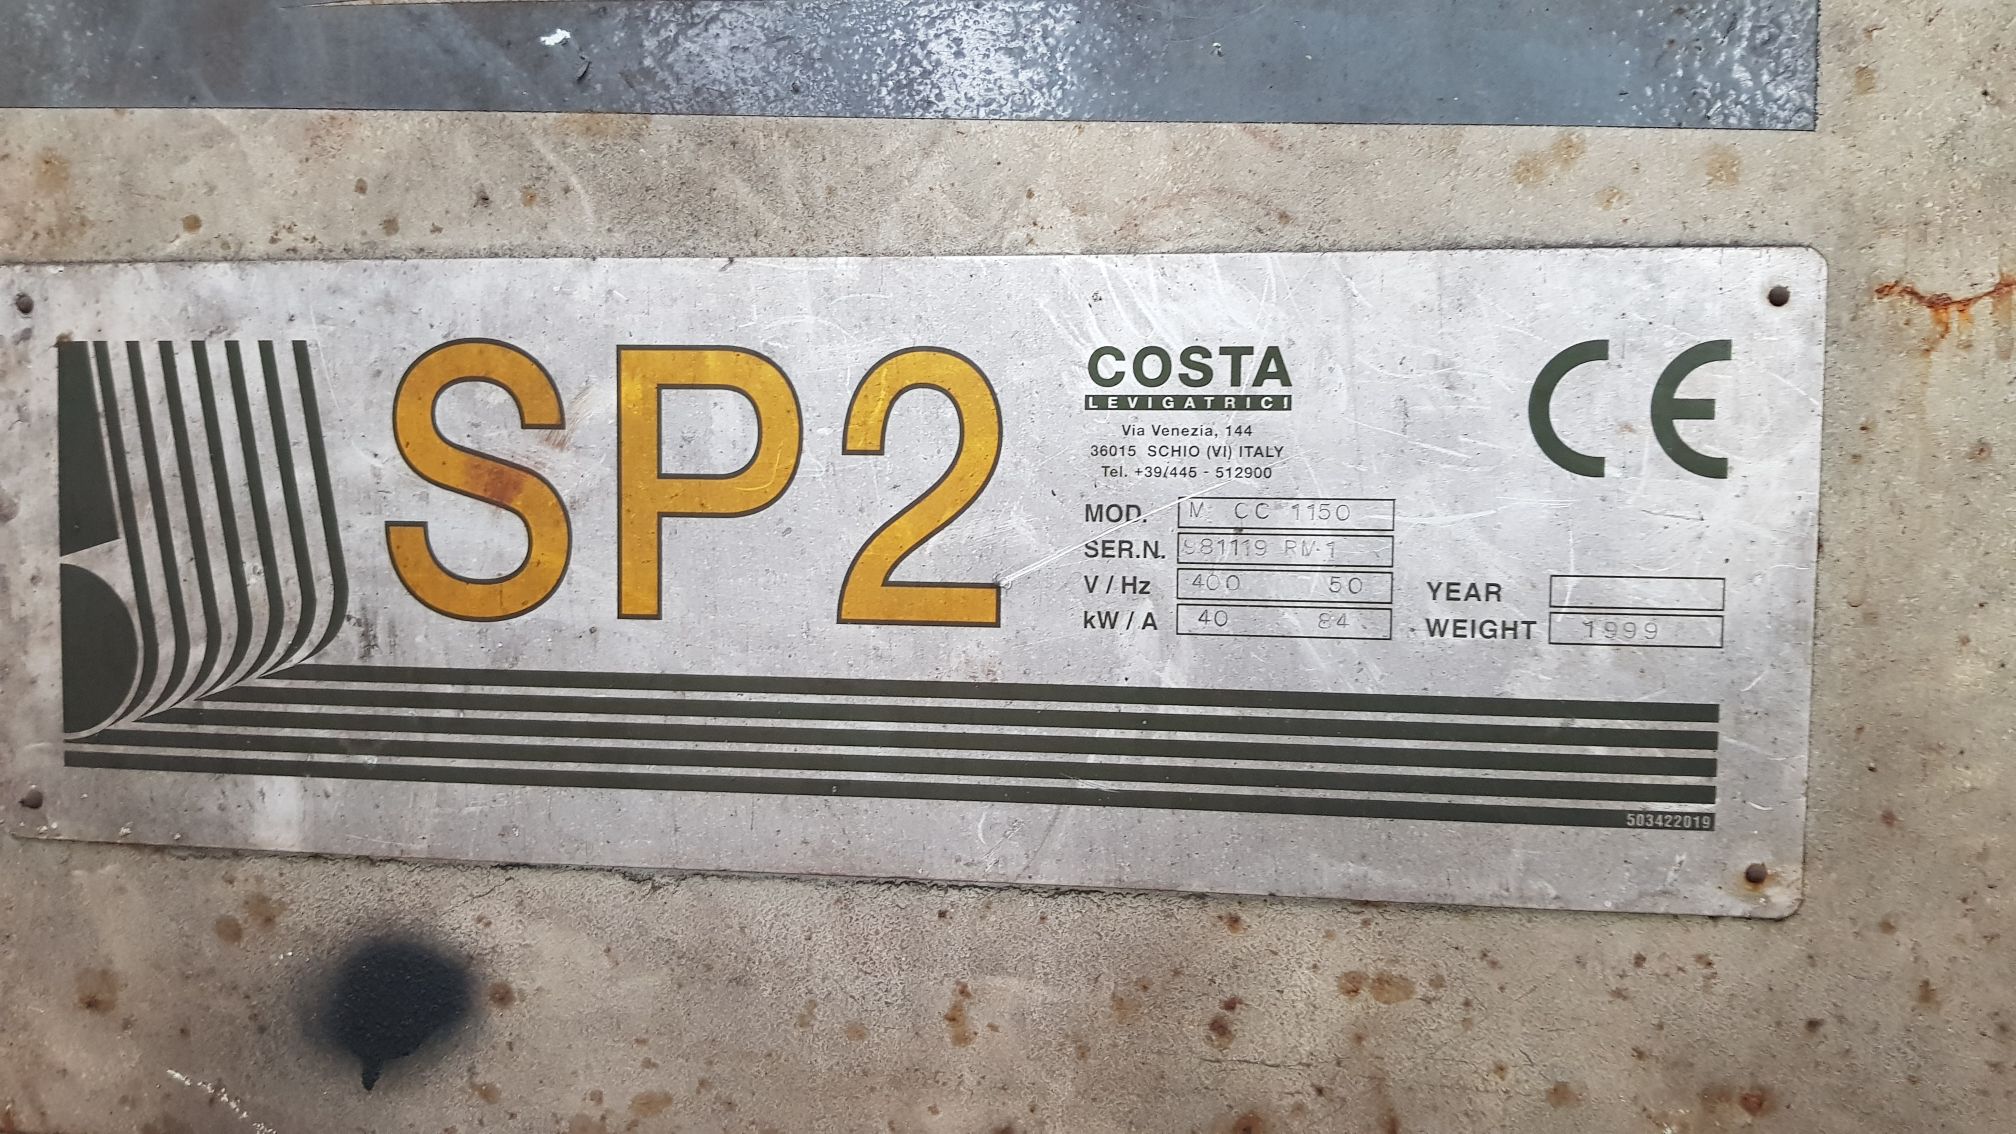 SP2
COSTA
LEVIGATRICI
Via Venezia, 144
36015 SCHIO (VI) ITALY
Tel. +39/445 - 512900
CE
MOD. M CC 1150
SER.N. 981119 RM 1
V / Hz 400 50
kW / A 40 84
YEAR
WEIGHT 1999
503422019